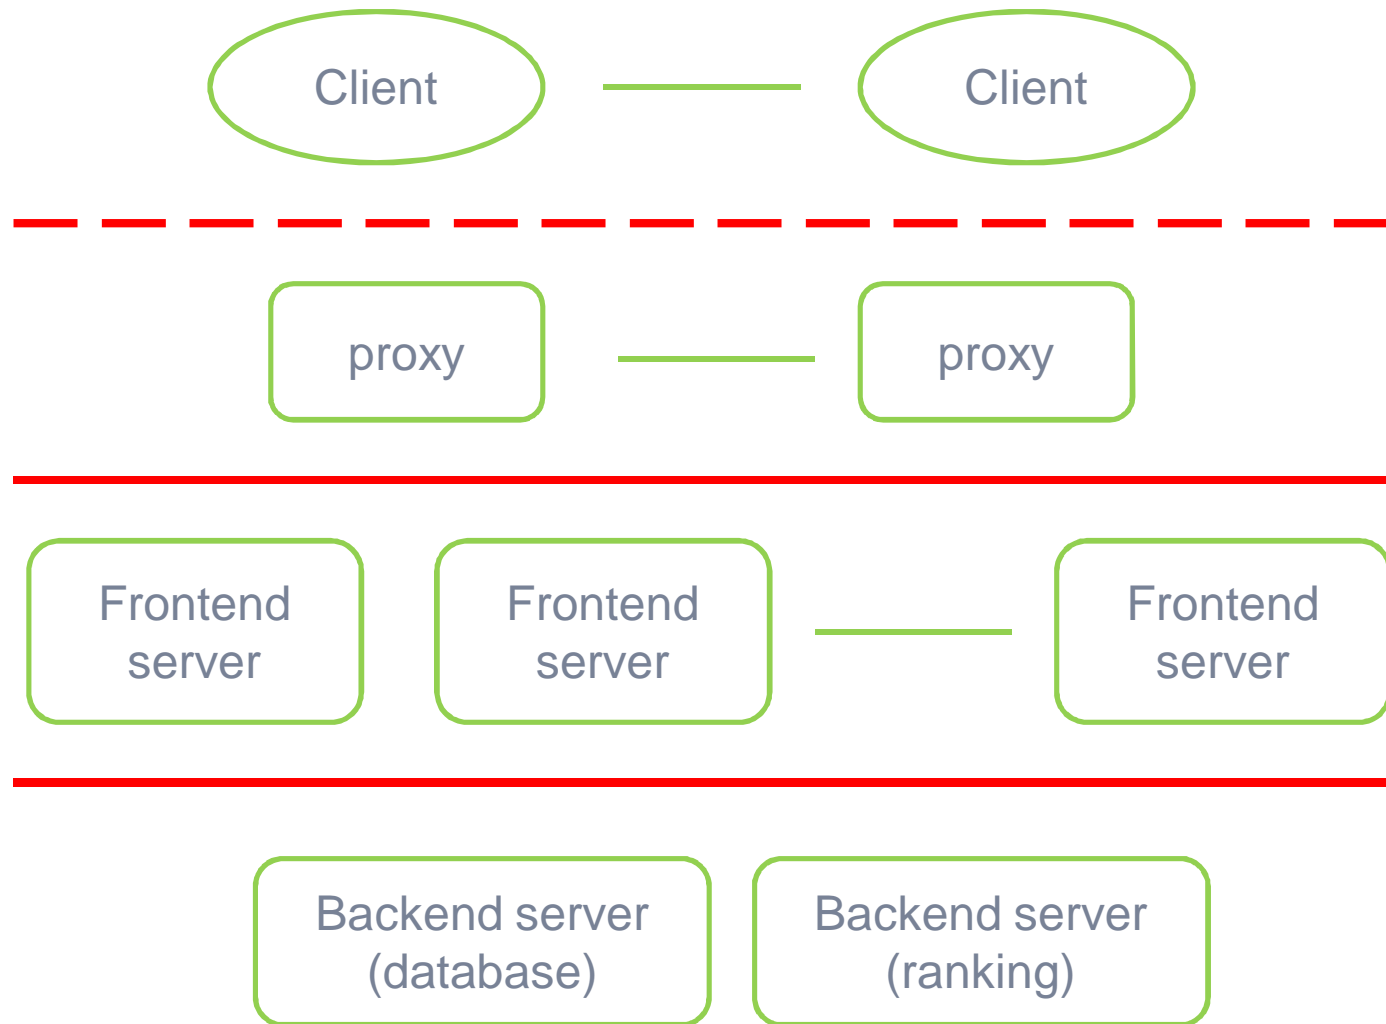 Client
Client
proxy
proxy
Frontend
server
Frontend
server
Frontend
server
Backend server
(database)
Backend server
(ranking)